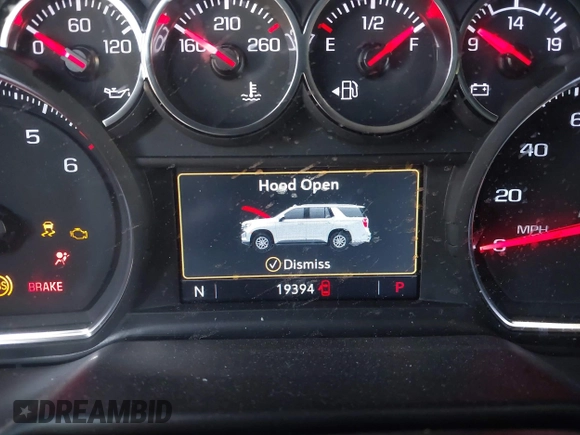 0 60 120
160 210 260
E 1/2 F
9 14 19
5
6
40
20
MPH
Hood Open
Dismiss
BRAKE
N 19394 P
DREAMBID